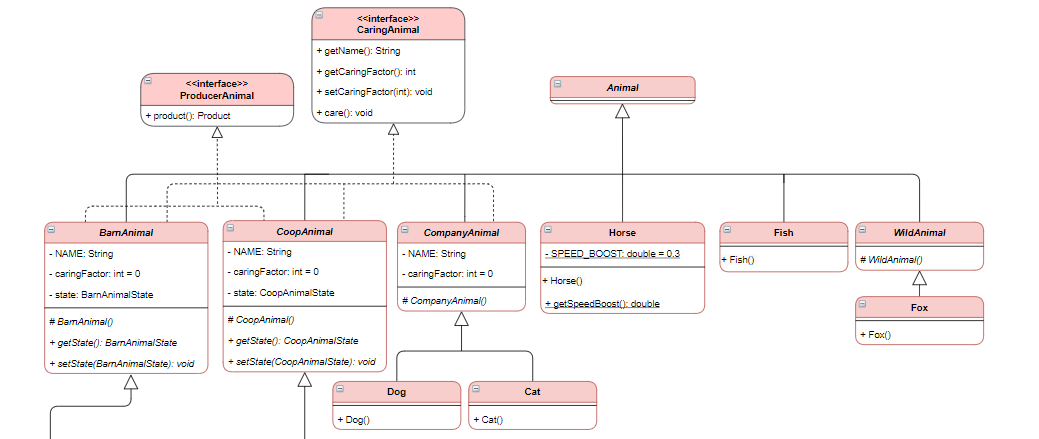 <<interface>>
CaringAnimal
+ getName(): String
+ getCaringFactor(): int
+ setCaringFactor(int): void
+ care(): void
<<interface>>
ProducerAnimal
+ product(): Product
Animal
BarnAnimal
- NAME: String
- caringFactor: int = 0
- state: BarnAnimalState
# BarnAnimal()
+ getState(): BarnAnimalState
+ setState(BarnAnimalState): void
CoopAnimal
- NAME: String
- caringFactor: int = 0
- state: CoopAnimalState
# CoopAnimal()
+ getState(): CoopAnimalState
+ setState(CoopAnimalState): void
CompanyAnimal
- NAME: String
- caringFactor: int = 0
# CompanyAnimal()
Horse
- SPEED_BOOST: double = 0.3
+ Horse()
+ getSpeedBoost(): double
Fish
+ Fish()
WildAnimal
# WildAnimal()
Fox
+ Fox()
Dog
+ Dog()
Cat
+ Cat()